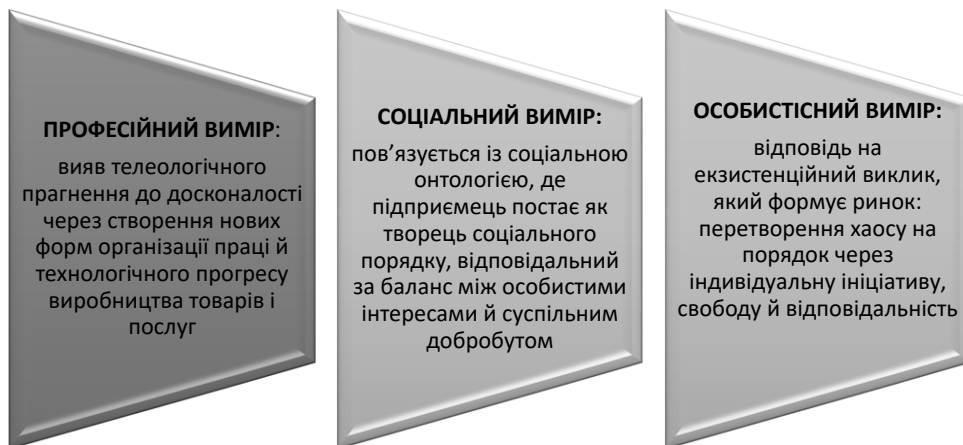 ПРОФЕСІЙНИЙ ВИМІР:
вияв телеологічного
прагнення до досконалості
через створення нових
форм організації праці й
технологічного прогресу
виробництва товарів і
послуг
СОЦІАЛЬНИЙ ВИМІР:
пов’язується із соціальною
онтологією, де
підприємець постає як
творець соціального
порядку, відповідальний
за баланс між особистими
інтересами й суспільним
добробутом
ОСОБИСТІСНИЙ ВИМІР:
відповідь на
екзистенційний виклик,
який формує ринок:
перетворення хаосу на
порядок через
індивідуальну ініціативу,
свободу й відповідальність